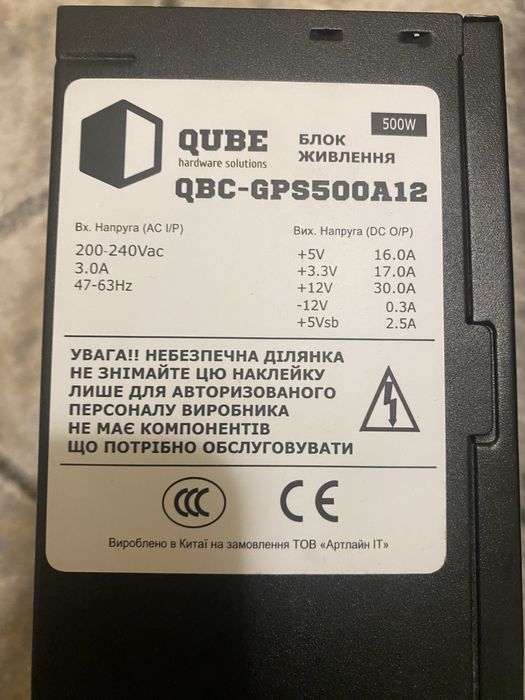 500W
QUBE
hardware solutions
БЛОК
ЖИВЛЕННЯ
QBC-GPS500A12
Вх. Напруга (AC I/P)
200-240Vac
3.0A
47-63Hz
Вих. Напруга (DC O/P)
+5V 16.0A
+3.3V 17.0A
+12V 30.0A
-12V 0.3A
+5Vsb 2.5A
УВАГА!! НЕБЕЗПЕЧНА ДІЛЯНКА
НЕ ЗНІМАЙТЕ ЦЮ НАКЛЕЙКУ
ЛИШЕ ДЛЯ АВТОРИЗОВАНОГО
ПЕРСОНАЛУ ВИРОБНИКА
НЕ МАЄ КОМПОНЕНТІВ
ЩО ПОТРІБНО ОБСЛУГОВУВАТИ
CCC CE
Вироблено в Китаї на замовлення ТОВ «Артлайн ІТ»